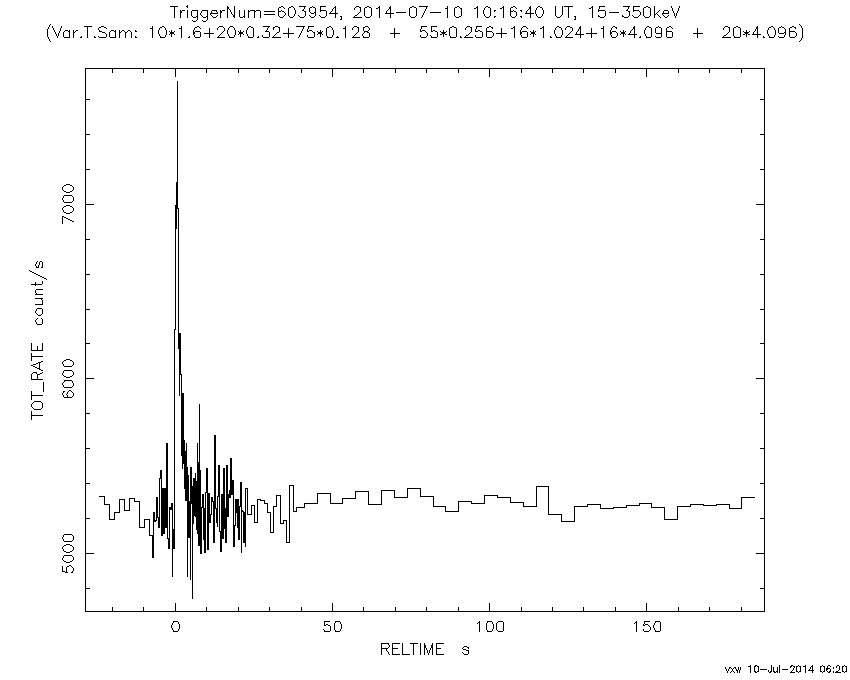 TriggerNum=603954, 2014-07-10 10:16:40 UT, 15-350keV
(Var.T.Sam: 10*1.6+20*0.32+75*0.128 + 55*0.256+16*1.024+16*4.096 + 20*4.096)
7000
6000
5000
TOT_RATE count/s
0 50 100 150
RELTIME s
vxw 10-Jul-2014 06:20